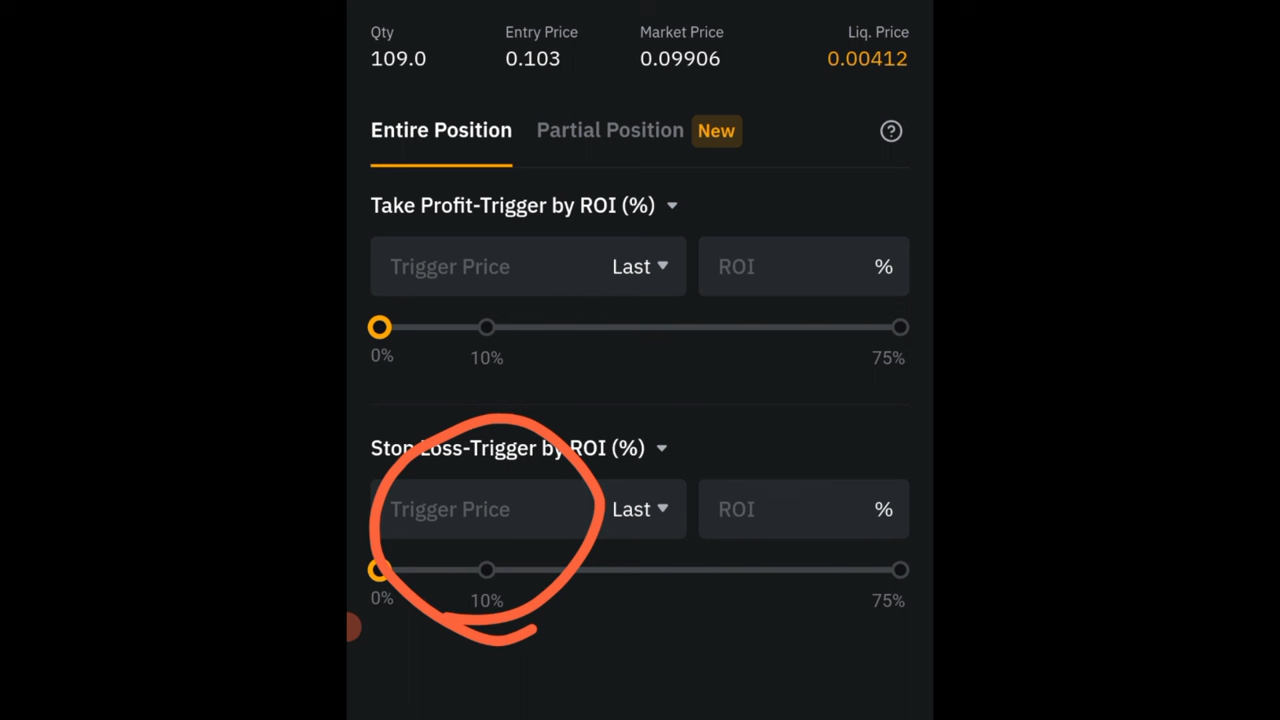 Qty Entry Price Market Price Liq. Price
109.0 0.103 0.09906 0.00412
Entire Position Partial Position New
Take Profit-Trigger by ROI (%)
Trigger Price Last ROI %
0% 10% 75%
Stop Loss-Trigger by ROI (%)
Trigger Price Last ROI %
0% 10% 75%